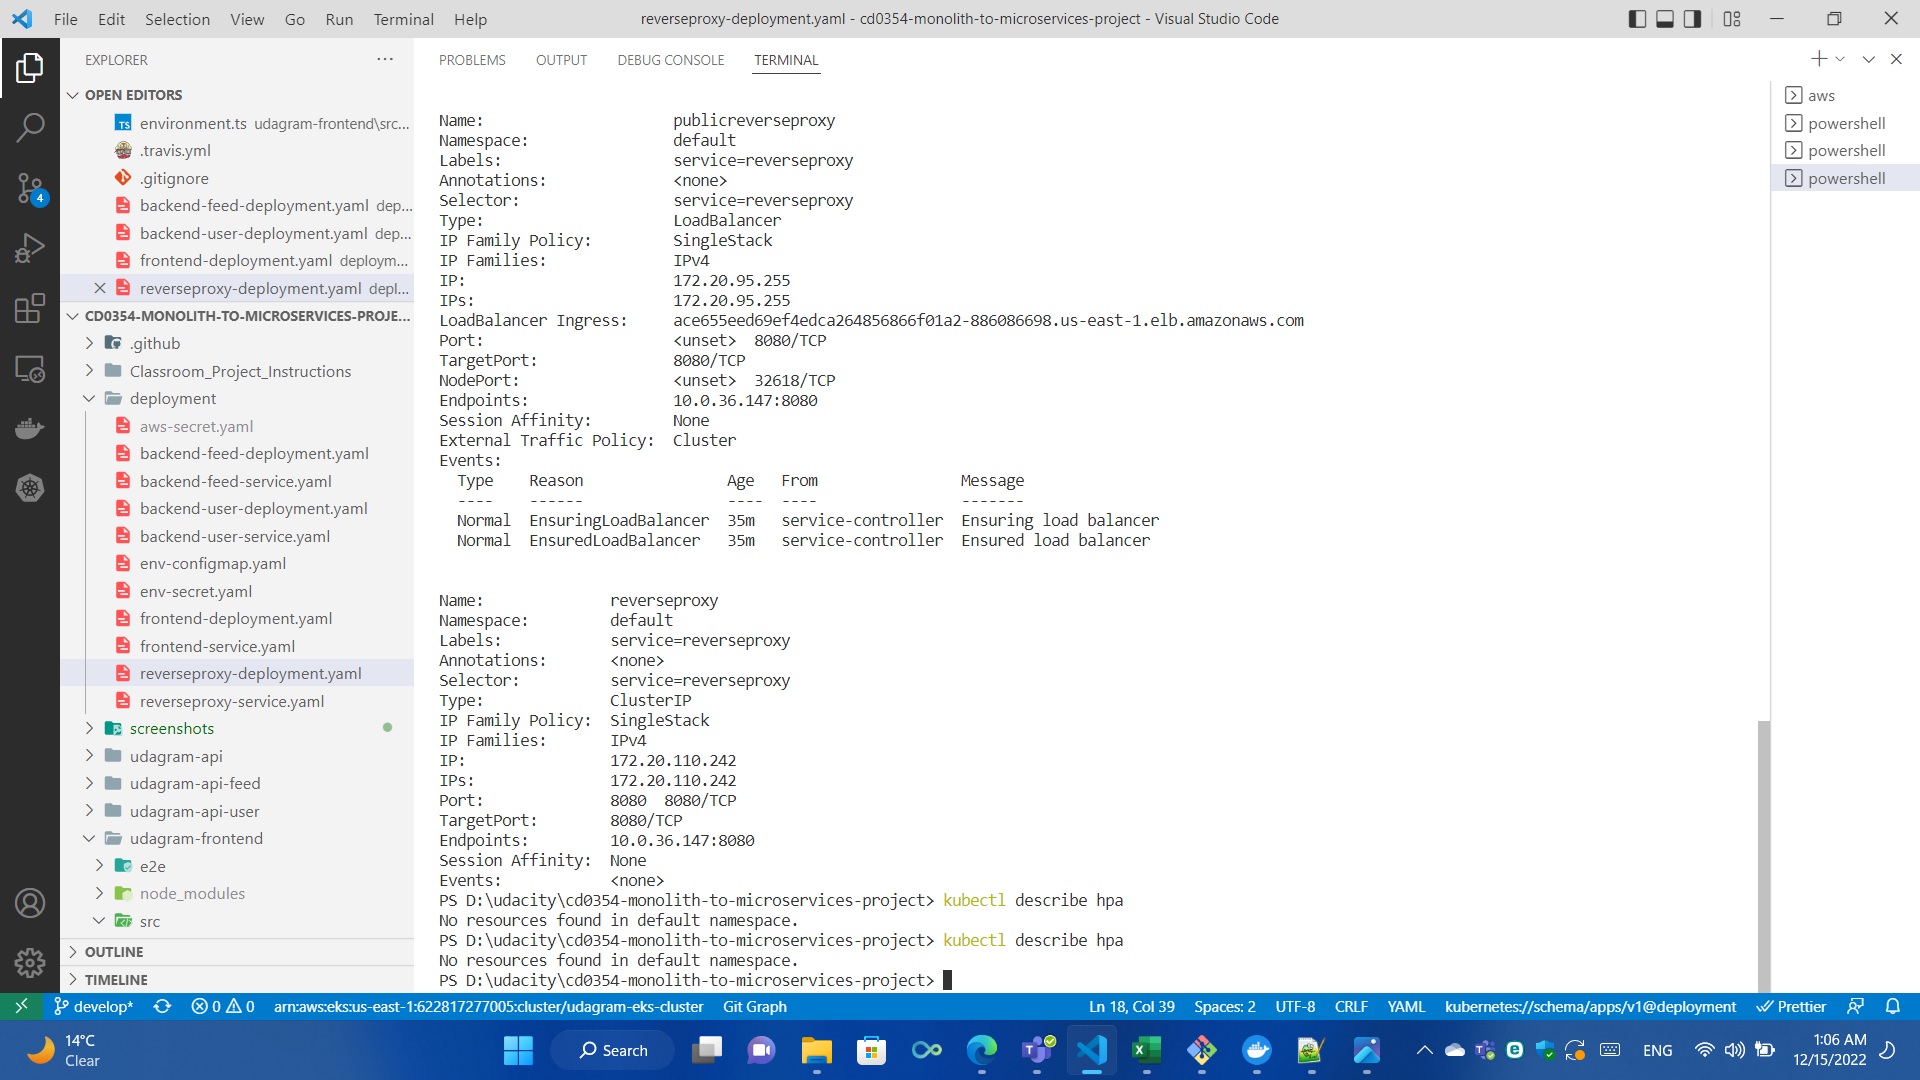 File Edit Selection View Go Run Terminal Help
reverseproxy-deployment.yaml - cd0354-monolith-to-microservices-project - Visual Studio Code
EXPLORER
OPEN EDITORS
TS environment.ts udagram-frontend\src...
.travis.yml
.gitignore
backend-feed-deployment.yaml dep...
backend-user-deployment.yaml dep...
frontend-deployment.yaml deploym...
reverseproxy-deployment.yaml depl...
CD0354-MONOLITH-TO-MICROSERVICES-PROJE...
.github
Classroom_Project_Instructions
deployment
aws-secret.yaml
backend-feed-deployment.yaml
backend-feed-service.yaml
backend-user-deployment.yaml
backend-user-service.yaml
env-configmap.yaml
env-secret.yaml
frontend-deployment.yaml
frontend-service.yaml
reverseproxy-deployment.yaml
reverseproxy-service.yaml
screenshots
udagram-api
udagram-api-feed
udagram-api-user
udagram-frontend
e2e
node_modules
src
OUTLINE
TIMELINE
4
PROBLEMS OUTPUT DEBUG CONSOLE TERMINAL
Name: publicreverseproxy
Namespace: default
Labels: service=reverseproxy
Annotations: <none>
Selector: service=reverseproxy
Type: LoadBalancer
IP Family Policy: SingleStack
IP Families: IPv4
IP: 172.20.95.255
IPs: 172.20.95.255
LoadBalancer Ingress: ace655eed69ef4edca264856866f01a2-886086698.us-east-1.elb.amazonaws.com
Port: <unset> 8080/TCP
TargetPort: 8080/TCP
NodePort: <unset> 32618/TCP
Endpoints: 10.0.36.147:8080
Session Affinity: None
External Traffic Policy: Cluster
Events:
Type Reason Age From Message
---- ------ ---- ---- -------
Normal EnsuringLoadBalancer 35m service-controller Ensuring load balancer
Normal EnsuredLoadBalancer 35m service-controller Ensured load balancer
Name: reverseproxy
Namespace: default
Labels: service=reverseproxy
Annotations: <none>
Selector: service=reverseproxy
Type: ClusterIP
IP Family Policy: SingleStack
IP Families: IPv4
IP: 172.20.110.242
IPs: 172.20.110.242
Port: 8080 8080/TCP
TargetPort: 8080/TCP
Endpoints: 10.0.36.147:8080
Session Affinity: None
Events: <none>
PS D:\udacity\cd0354-monolith-to-microservices-project> kubectl describe hpa
No resources found in default namespace.
PS D:\udacity\cd0354-monolith-to-microservices-project> kubectl describe hpa
No resources found in default namespace.
PS D:\udacity\cd0354-monolith-to-microservices-project>
aws
powershell
powershell
powershell
develop* 0 0 arn:aws:eks:us-east-1:622817277005:cluster/udagram-eks-cluster Git Graph
Ln 18, Col 39 Spaces: 2 UTF-8 CRLF YAML kubernetes://schema/apps/v1@deployment Prettier
14°C
Clear
Search
ENG
1:06 AM
12/15/2022